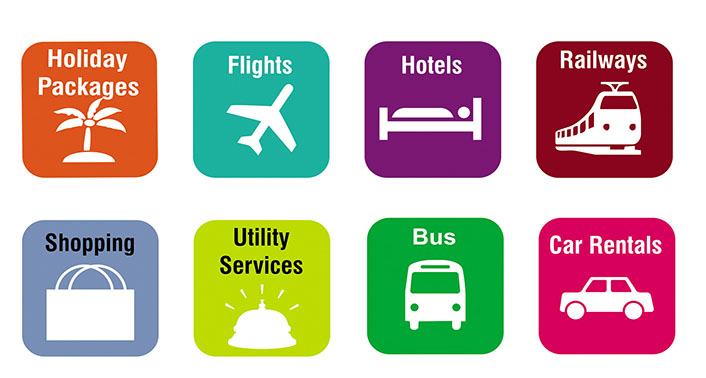 Holiday
Packages
Flights
Hotels
Railways
Shopping
Utility
Services
Bus
Car Rentals